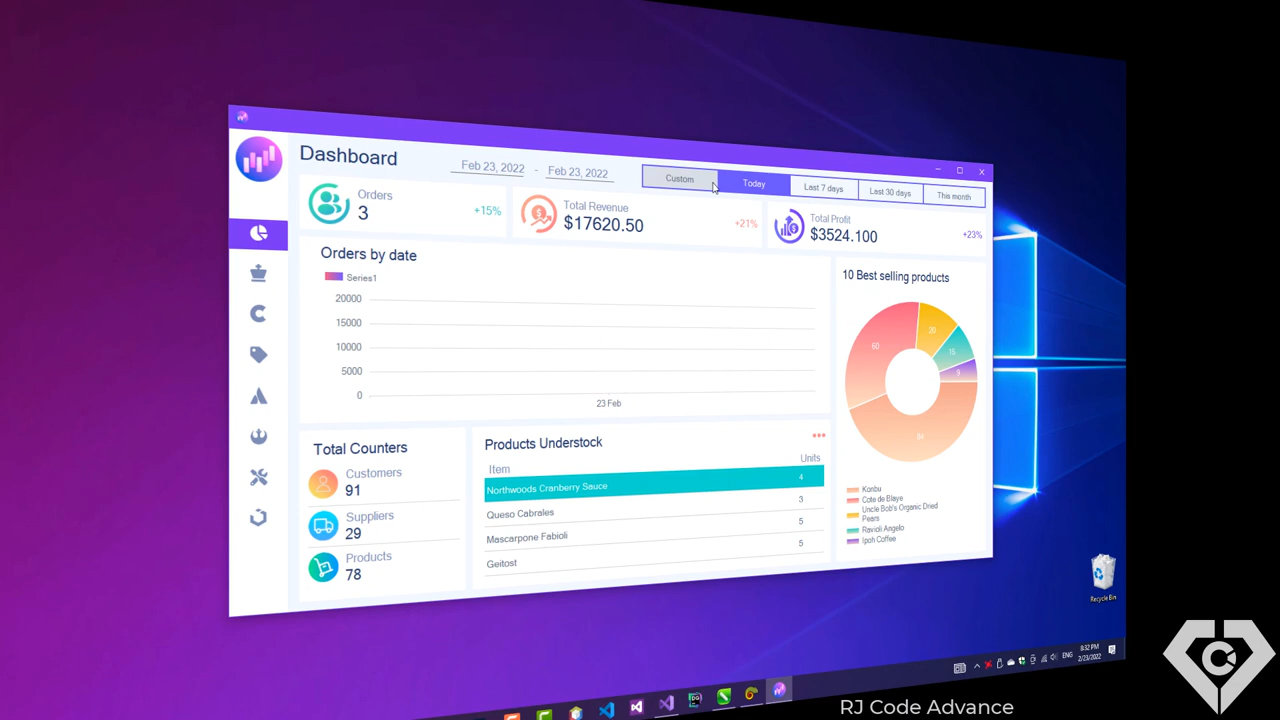 Dashboard
Feb 23, 2022 - Feb 23, 2022
Custom
Today
Last 7 days
Last 30 days
This month
Orders
3
+15%
Total Revenue
$17620.50
+21%
Total Profit
$3524.100
+23%
Orders by date
Series1
20000
15000
10000
5000
0
23 Feb
10 Best selling products
60
20
15
9
Konbu
Cote de Blaye
Uncle Bob's Organic Dried
Pears
Ravioli Angelo
Ipoh Coffee
Total Counters
Customers
91
Suppliers
29
Products
78
Products Understock
Item Units
Northwoods Cranberry Sauce 4
Queso Cabrales 3
Mascarpone Fabioli 5
Geitost 5
Recycle Bin
ENG
8:32 PM
2/23/2022
RJ Code Advance